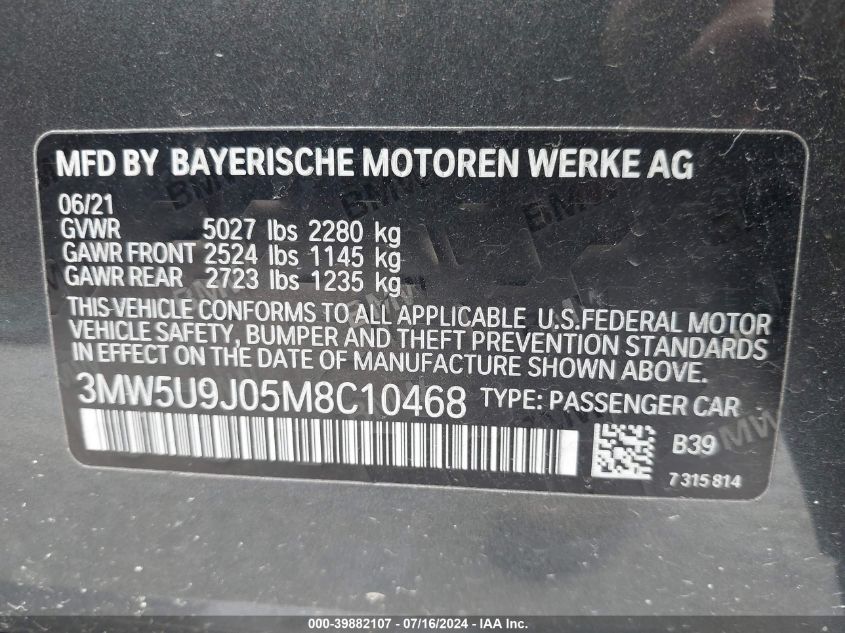 MFD BY BAYERISCHE MOTOREN WERKE AG
06/21
GVWR 5027 lbs 2280 kg
GAWR FRONT 2524 lbs 1145 kg
GAWR REAR 2723 lbs 1235 kg
THIS VEHICLE CONFORMS TO ALL APPLICABLE U.S.FEDERAL MOTOR
VEHICLE SAFETY, BUMPER AND THEFT PREVENTION STANDARDS
IN EFFECT ON THE DATE OF MANUFACTURE SHOWN ABOVE.
3MW5U9J05M8C10468 TYPE: PASSENGER CAR
B39
7315814
000-39882107 - 07/16/2024 - IAA Inc.